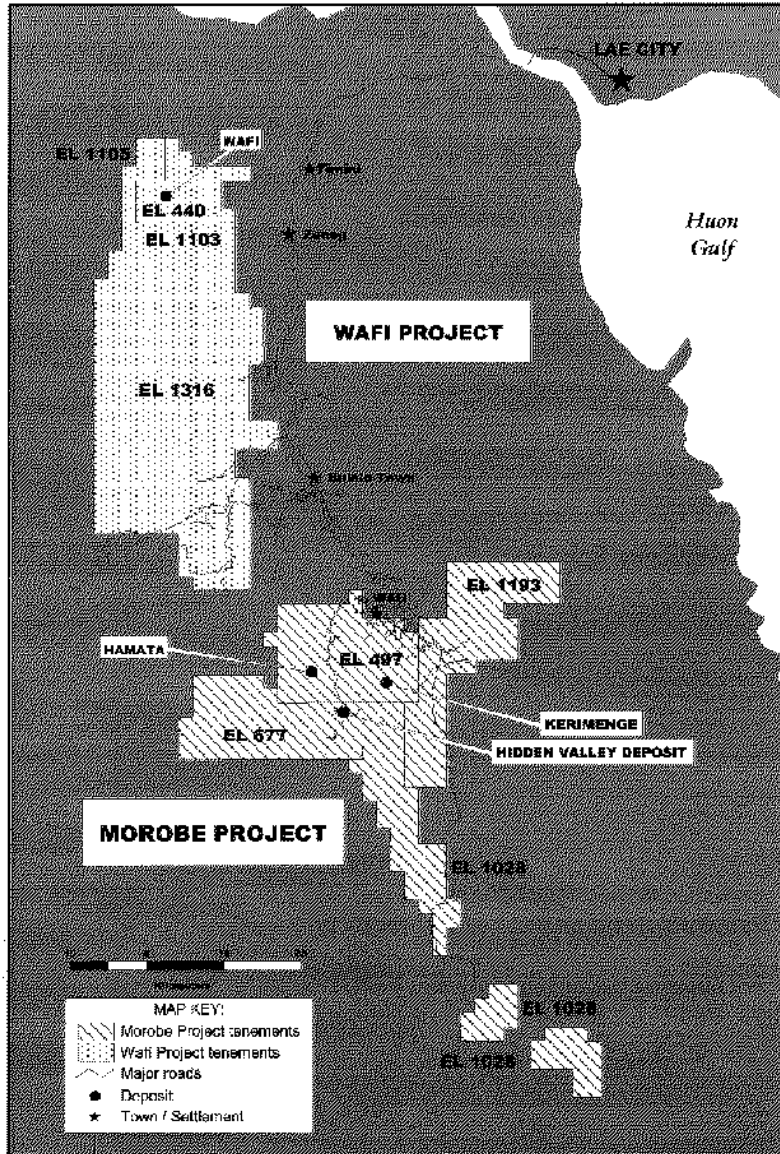 LAE CITY
WAFI
EL 1105
EL 440
EL 1103
Huon
Gulf
WAFI PROJECT
EL 1316
EL 1193
HAMATA
EL 497
KERIMENGE
EL 677
HIDDEN VALLEY DEPOSIT
MOROBE PROJECT
EL 1028
MAP KEY:
Morobe Project tenements
Wafi Project tenements
Major roads
Deposit
Town / Settlement
EL 1028
EL 1028